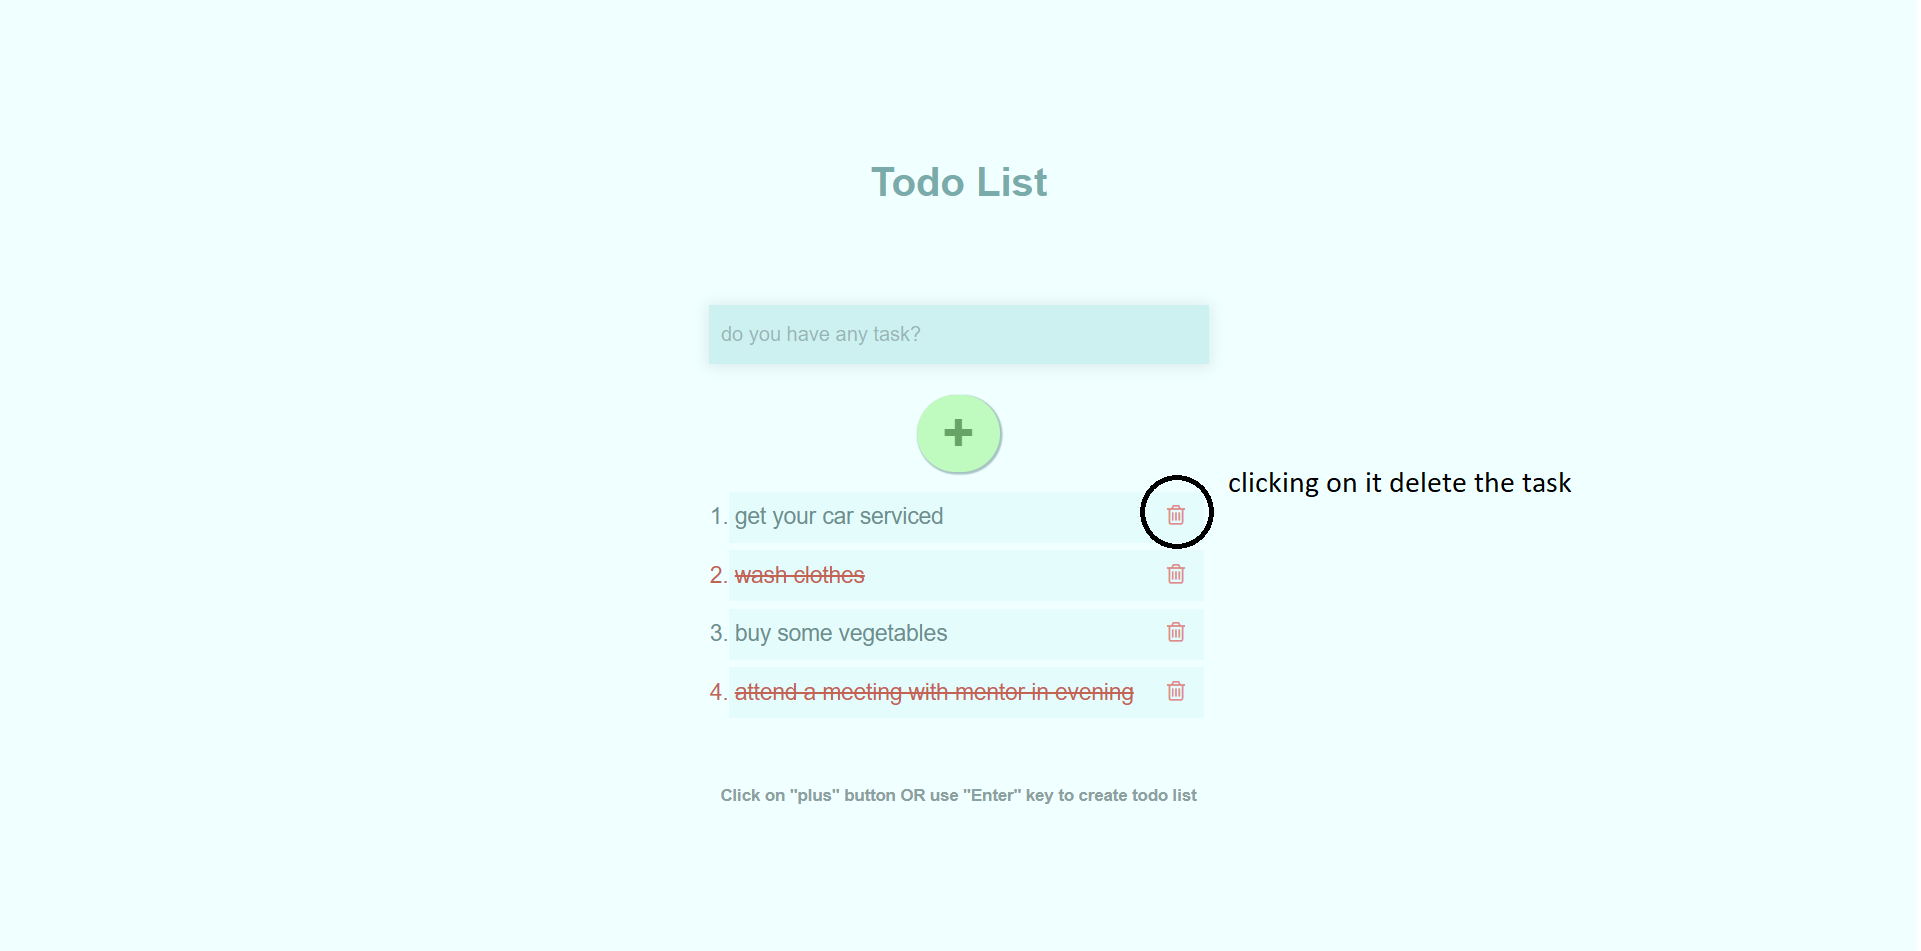 Todo List
do you have any task?
clicking on it delete the task
1. get your car serviced
2. wash clothes
3. buy some vegetables
4. attend a meeting with mentor in evening
Click on "plus" button OR use "Enter" key to create todo list